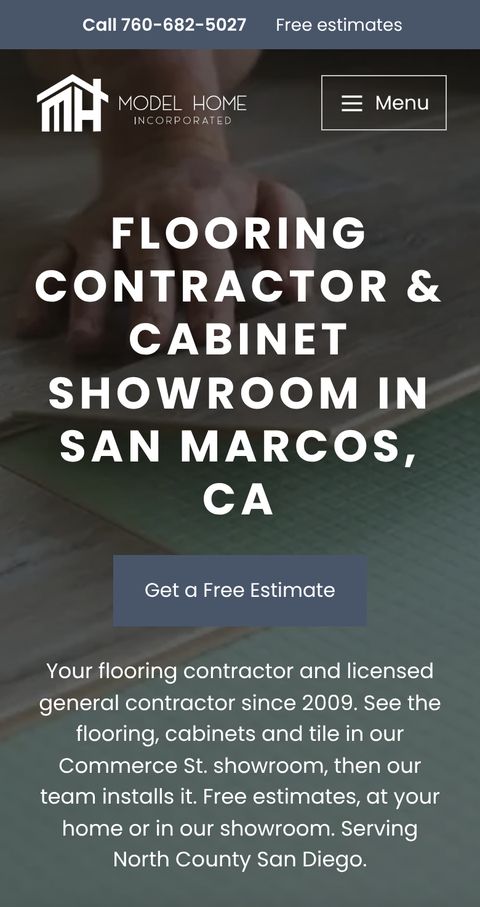 Call 760-682-5027 Free estimates
MODEL HOME
INCORPORATED
Menu
FLOORING
CONTRACTOR &
CABINET
SHOWROOM IN
SAN MARCOS,
CA
Get a Free Estimate
Your flooring contractor and licensed
general contractor since 2009. See the
flooring, cabinets and tile in our
Commerce St. showroom, then our
team installs it. Free estimates, at your
home or in our showroom. Serving
North County San Diego.